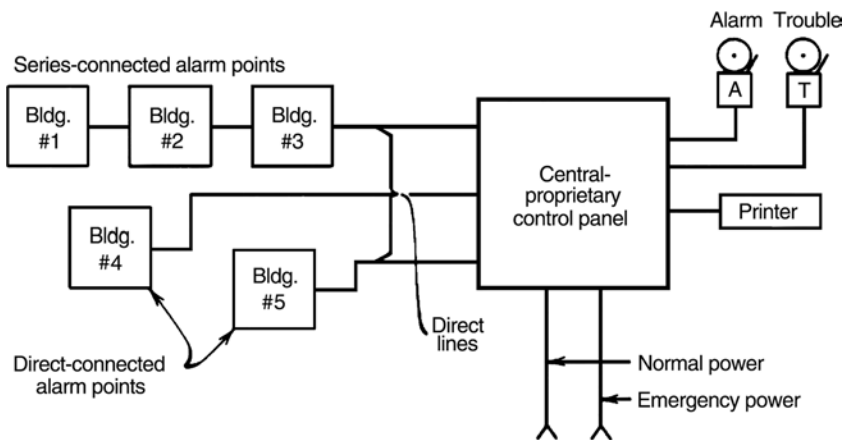 Alarm Trouble
Series-connected alarm points
Bldg.
#1
Bldg.
#2
Bldg.
#3
A
T
Central-
proprietary
control panel
Printer
Bldg.
#4
Bldg.
#5
Direct
lines
Direct-connected
alarm points
Normal power
Emergency power